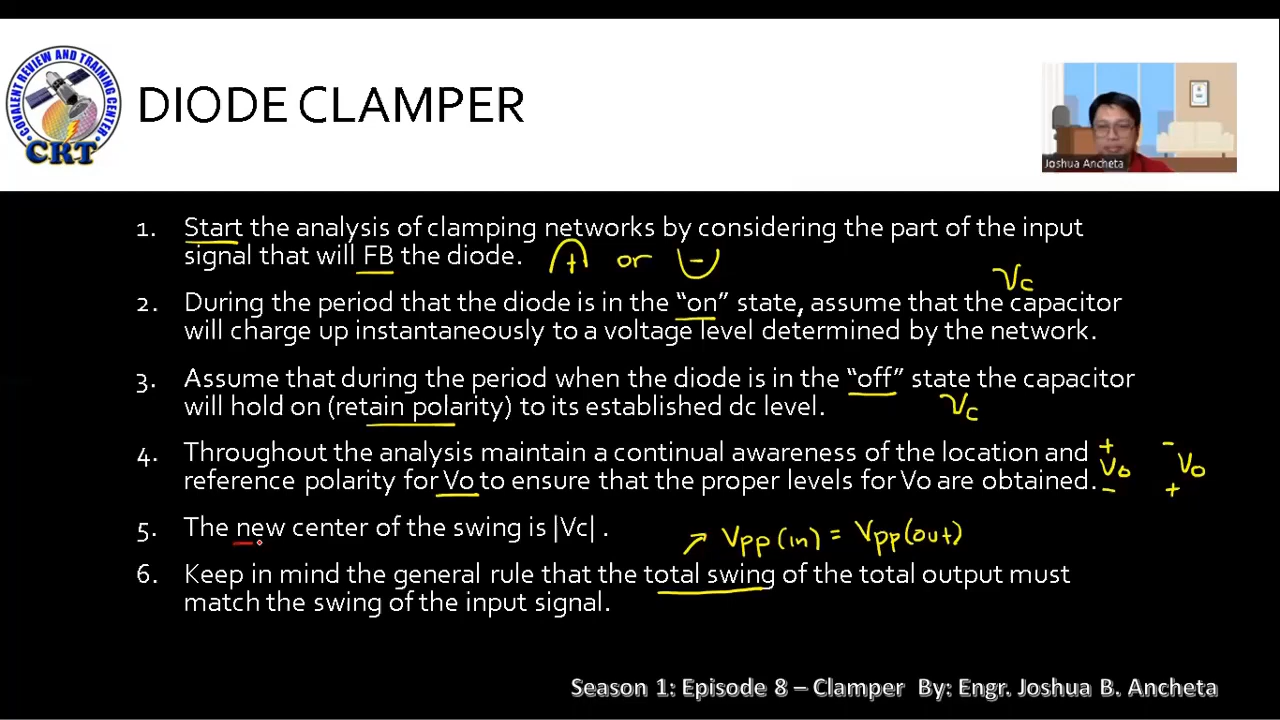 COVALENT REVIEW AND TRAINING CENTER
CRT
DIODE CLAMPER
Joshua Ancheta
1. Start the analysis of clamping networks by considering the part of the input
signal that will FB the diode. + or -
Vc
2. During the period that the diode is in the “on” state, assume that the capacitor
will charge up instantaneously to a voltage level determined by the network.
3. Assume that during the period when the diode is in the “off” state the capacitor
will hold on (retain polarity) to its established dc level. Vc
4. Throughout the analysis maintain a continual awareness of the location and + -
reference polarity for Vo to ensure that the proper levels for Vo are obtained. Vo Vo
- +
5. The new center of the swing is |Vc| . → Vpp(in) = Vpp(out)
6. Keep in mind the general rule that the total swing of the total output must
match the swing of the input signal.
Season 1: Episode 8 – Clamper By: Engr. Joshua B. Ancheta